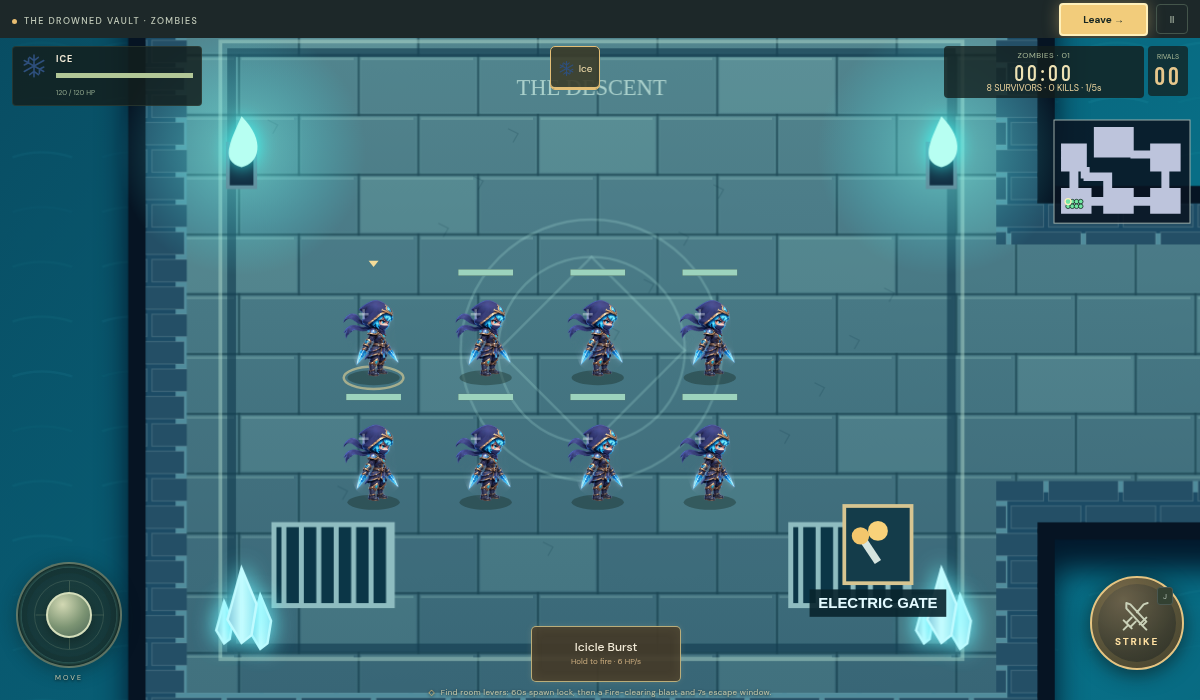 THE DROWNED VAULT · ZOMBIES
Leave →
II
ICE
120 / 120 HP
Ice
THE DESCENT
ZOMBIES · 01
00:00
8 SURVIVORS · 0 KILLS · 1/5s
RIVALS
00
ELECTRIC GATE
MOVE
Icicle Burst
Hold to fire · 6 HP/s
J
STRIKE
◇ Find room levers: 60s spawn lock, then a Fire-clearing blast and 7s escape window.